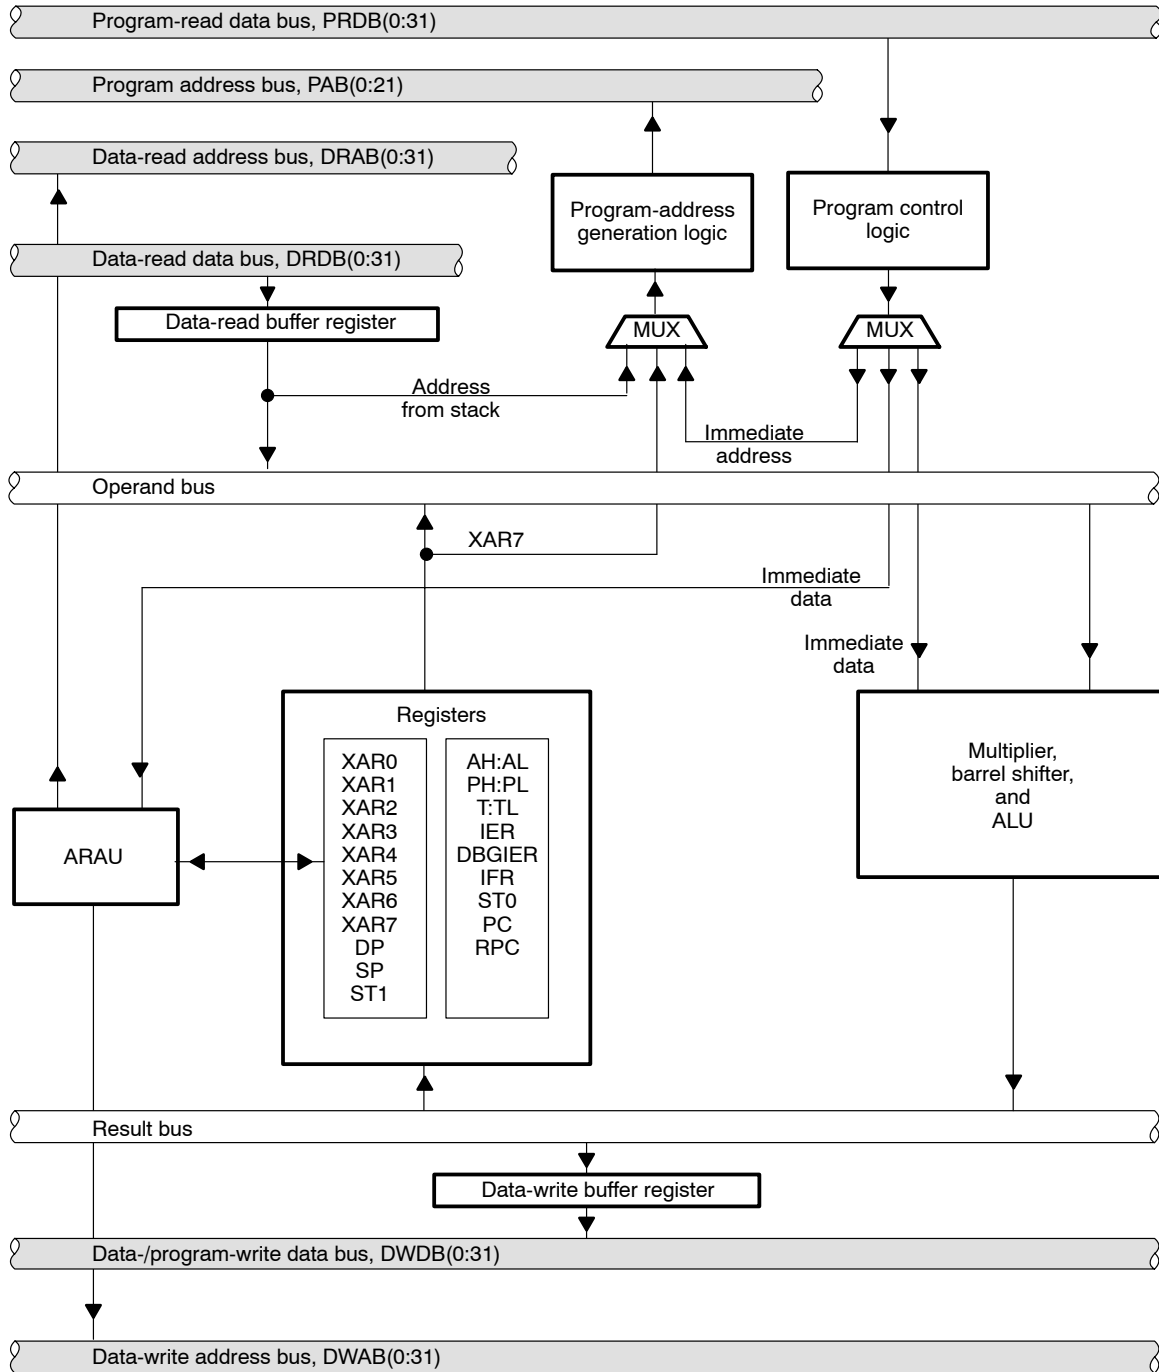 Program-read data bus, PRDB(0:31)
Program address bus, PAB(0:21)
Data-read address bus, DRAB(0:31)
Program-address
generation logic
Program control
logic
Data-read data bus, DRDB(0:31)
Data-read buffer register
MUX
MUX
Address
from stack
Immediate
address
Operand bus
XAR7
Immediate
data
Immediate
data
Registers
XAR0
XAR1
XAR2
XAR3
XAR4
XAR5
XAR6
XAR7
DP
SP
ST1
AH:AL
PH:PL
T:TL
IER
DBGIER
IFR
ST0
PC
RPC
Multiplier,
barrel shifter,
and
ALU
ARAU
Result bus
Data-write buffer register
Data-/program-write data bus, DWDB(0:31)
Data-write address bus, DWAB(0:31)